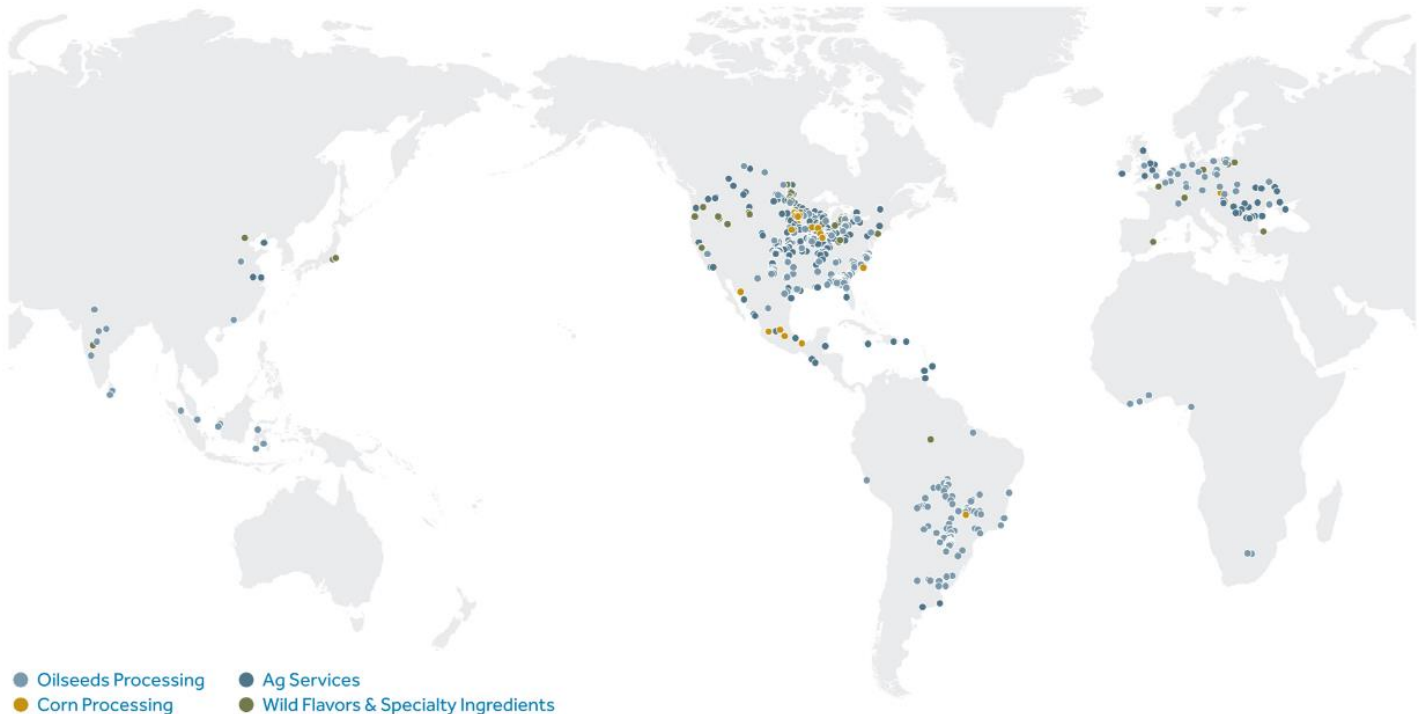 Oilseeds Processing
Ag Services
Corn Processing
Wild Flavors & Specialty Ingredients